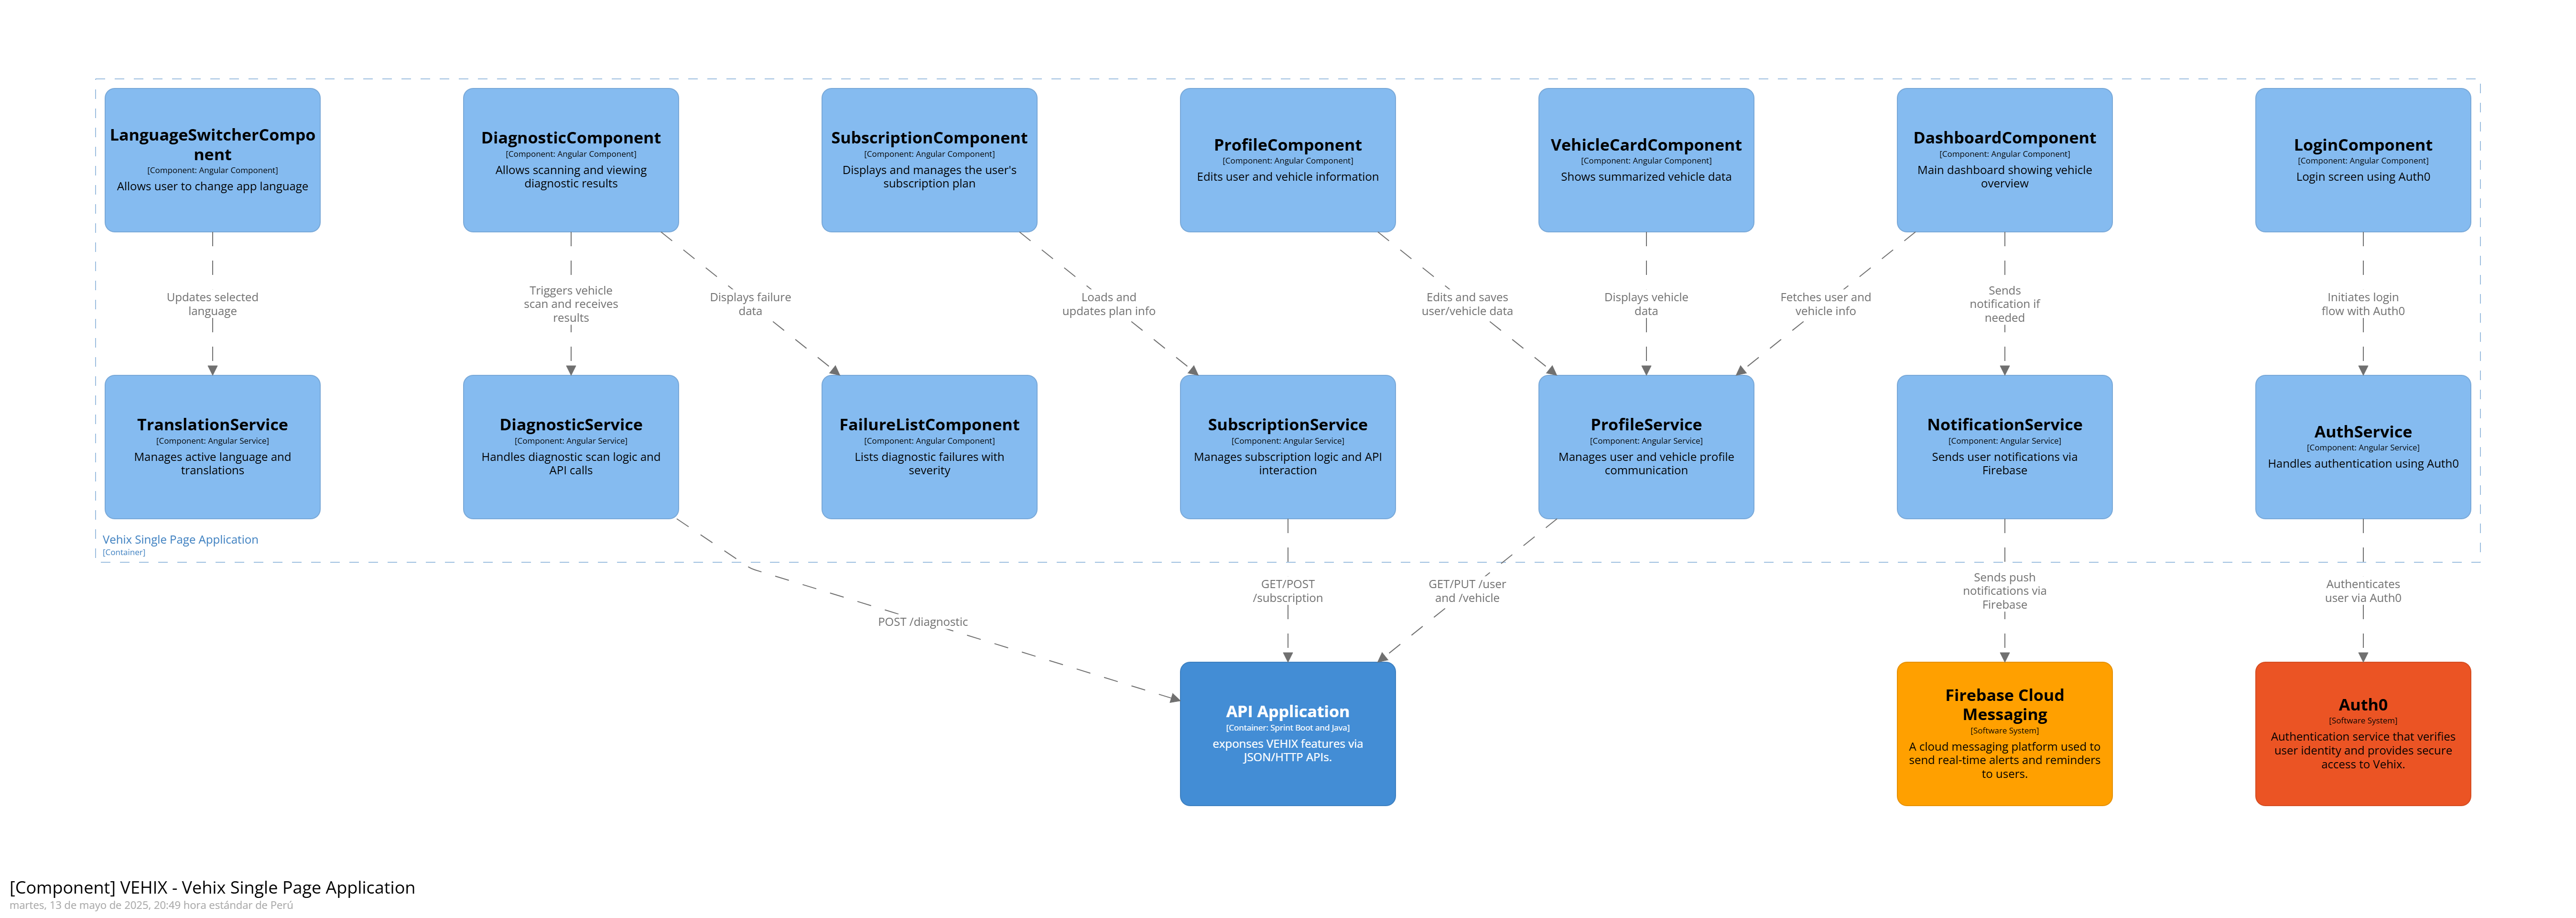 LanguageSwitcherCompo
nent
[Component: Angular Component]
Allows user to change app language
DiagnosticComponent
[Component: Angular Component]
Allows scanning and viewing
diagnostic results
SubscriptionComponent
[Component: Angular Component]
Displays and manages the user's
subscription plan
ProfileComponent
[Component: Angular Component]
Edits user and vehicle information
VehicleCardComponent
[Component: Angular Component]
Shows summarized vehicle data
DashboardComponent
[Component: Angular Component]
Main dashboard showing vehicle
overview
LoginComponent
[Component: Angular Component]
Login screen using Auth0
Updates selected
language
Triggers vehicle
scan and receives
results
Displays failure
data
Loads and
updates plan info
Edits and saves
user/vehicle data
Displays vehicle
data
Fetches user and
vehicle info
Sends
notification if
needed
Initiates login
flow with Auth0
TranslationService
[Component: Angular Service]
Manages active language and
translations
DiagnosticService
[Component: Angular Service]
Handles diagnostic scan logic and
API calls
FailureListComponent
[Component: Angular Component]
Lists diagnostic failures with
severity
SubscriptionService
[Component: Angular Service]
Manages subscription logic and API
interaction
ProfileService
[Component: Angular Service]
Manages user and vehicle profile
communication
NotificationService
[Component: Angular Service]
Sends user notifications via
Firebase
AuthService
[Component: Angular Service]
Handles authentication using Auth0
Vehix Single Page Application
[Container]
POST /diagnostic
GET/POST
/subscription
GET/PUT /user
and /vehicle
Sends push
notifications via
Firebase
Authenticates
user via Auth0
API Application
[Container: Sprint Boot and Java]
exponses VEHIX features via
JSON/HTTP APIs.
Firebase Cloud
Messaging
[Software System]
A cloud messaging platform used to
send real-time alerts and reminders
to users.
Auth0
[Software System]
Authentication service that verifies
user identity and provides secure
access to Vehix.
[Component] VEHIX - Vehix Single Page Application
martes, 13 de mayo de 2025, 20:49 hora estándar de Perú